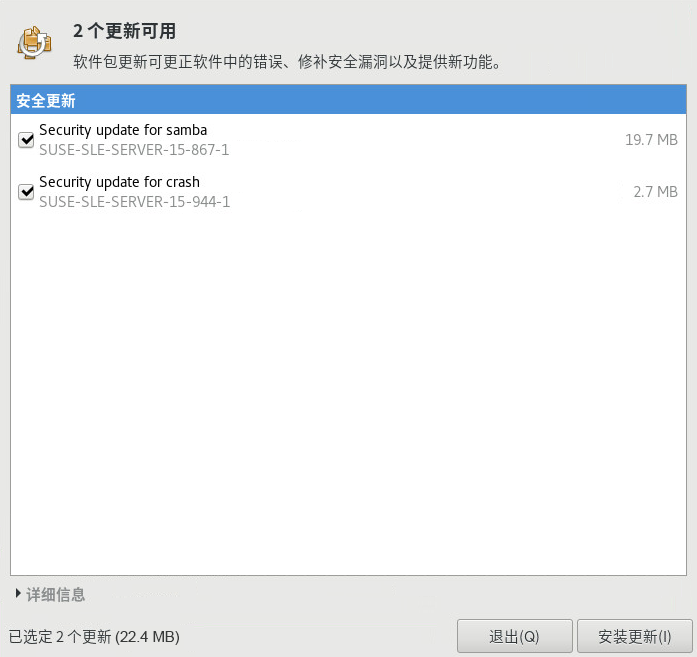 2 个更新可用
软件包更新可更正软件中的错误、修补安全漏洞以及提供新功能。
安全更新
Security update for samba
SUSE-SLE-SERVER-15-867-1
19.7 MB
Security update for crash
SUSE-SLE-SERVER-15-944-1
2.7 MB
详细信息
已选定 2 个更新 (22.4 MB)
退出(Q)
安装更新(I)